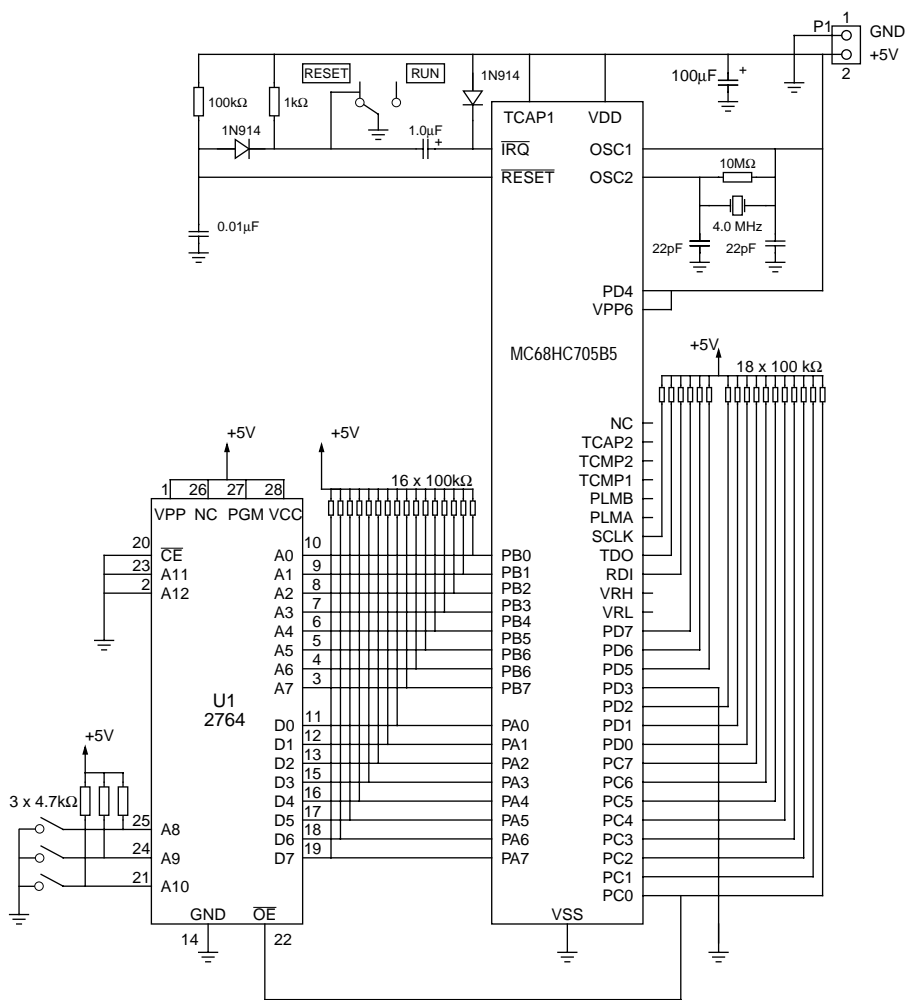 P1
1
GND
+5V
2
RESET
RUN
1N914
100µF
+
100kΩ
1kΩ
1N914
1.0µF
+
TCAP1
VDD
IRQ
OSC1
RESET
OSC2
10MΩ
4.0 MHz
0.01µF
22pF
22pF
PD4
VPP6
MC68HC705B5
+5V
18 x 100 kΩ
NC
TCAP2
TCMP2
TCMP1
PLMB
PLMA
SCLK
TDO
RDI
VRH
VRL
PD7
PD6
PD5
PD3
PD2
PD1
PD0
PC7
PC6
PC5
PC4
PC3
PC2
PC1
PC0
+5V
+5V
16 x 100kΩ
1
26
27
28
VPP
NC
PGM
VCC
20
CE
23
A11
2
A12
A0
10
A1
9
A2
8
A3
7
A4
6
A5
5
A6
4
A7
3
PB0
PB1
PB2
PB3
PB4
PB5
PB6
PB6
PB7
U1
2764
D0
11
D1
12
D2
13
D3
15
D4
16
D5
17
D6
18
D7
19
PA0
PA1
PA2
PA3
PA4
PA5
PA6
PA7
+5V
3 x 4.7kΩ
25
A8
24
A9
21
A10
GND
OE
14
22
VSS